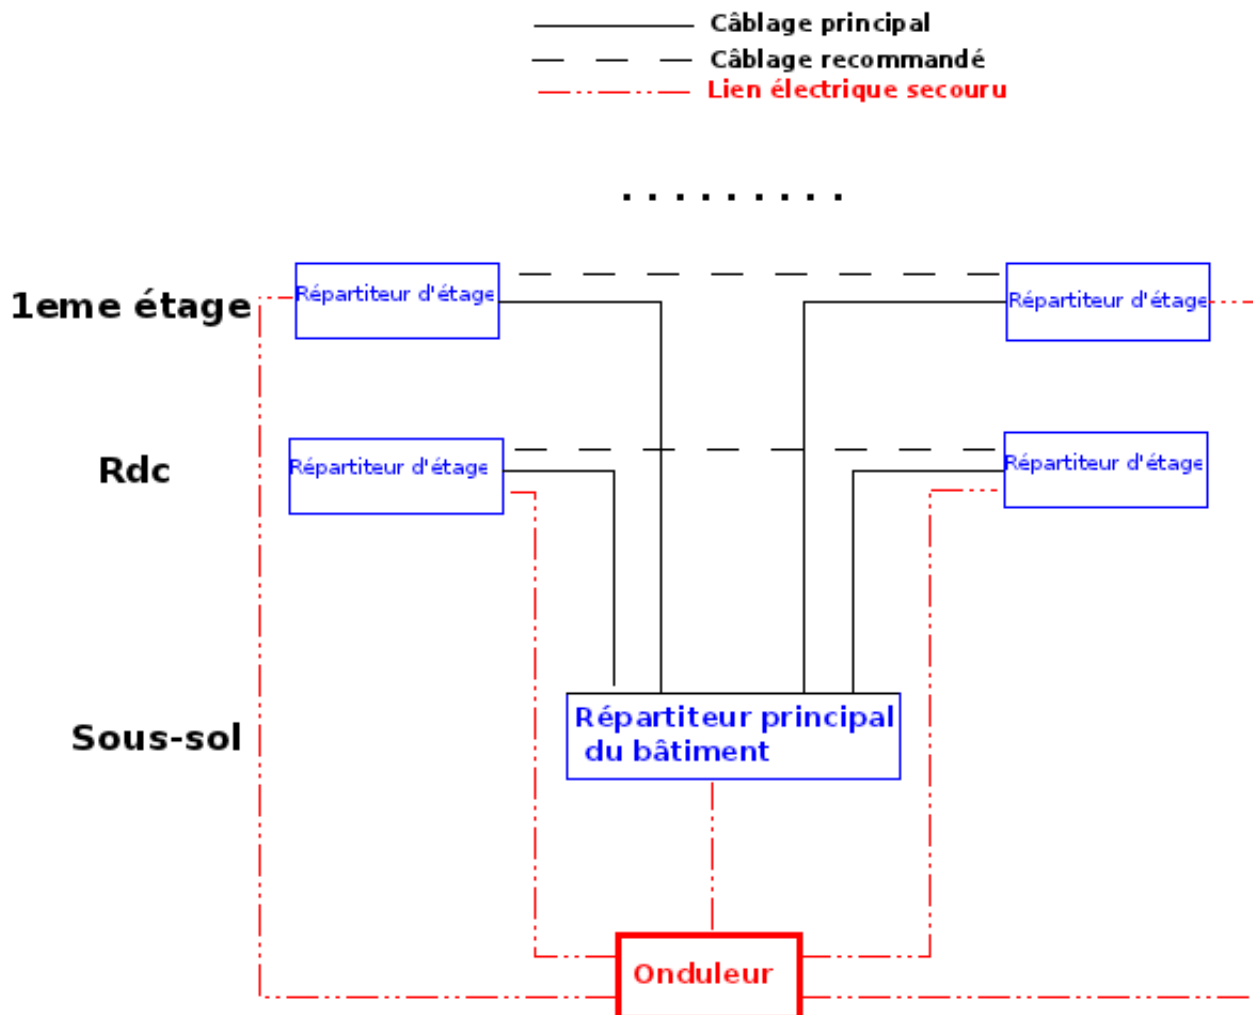 Câblage principal
Câblage recommandé
Lien électrique secouru
. . . . . . . . .
1eme étage
Répartiteur d'étage
Répartiteur d'étage
Rdc
Répartiteur d'étage
Répartiteur d'étage
Sous-sol
Répartiteur principal
du bâtiment
Onduleur